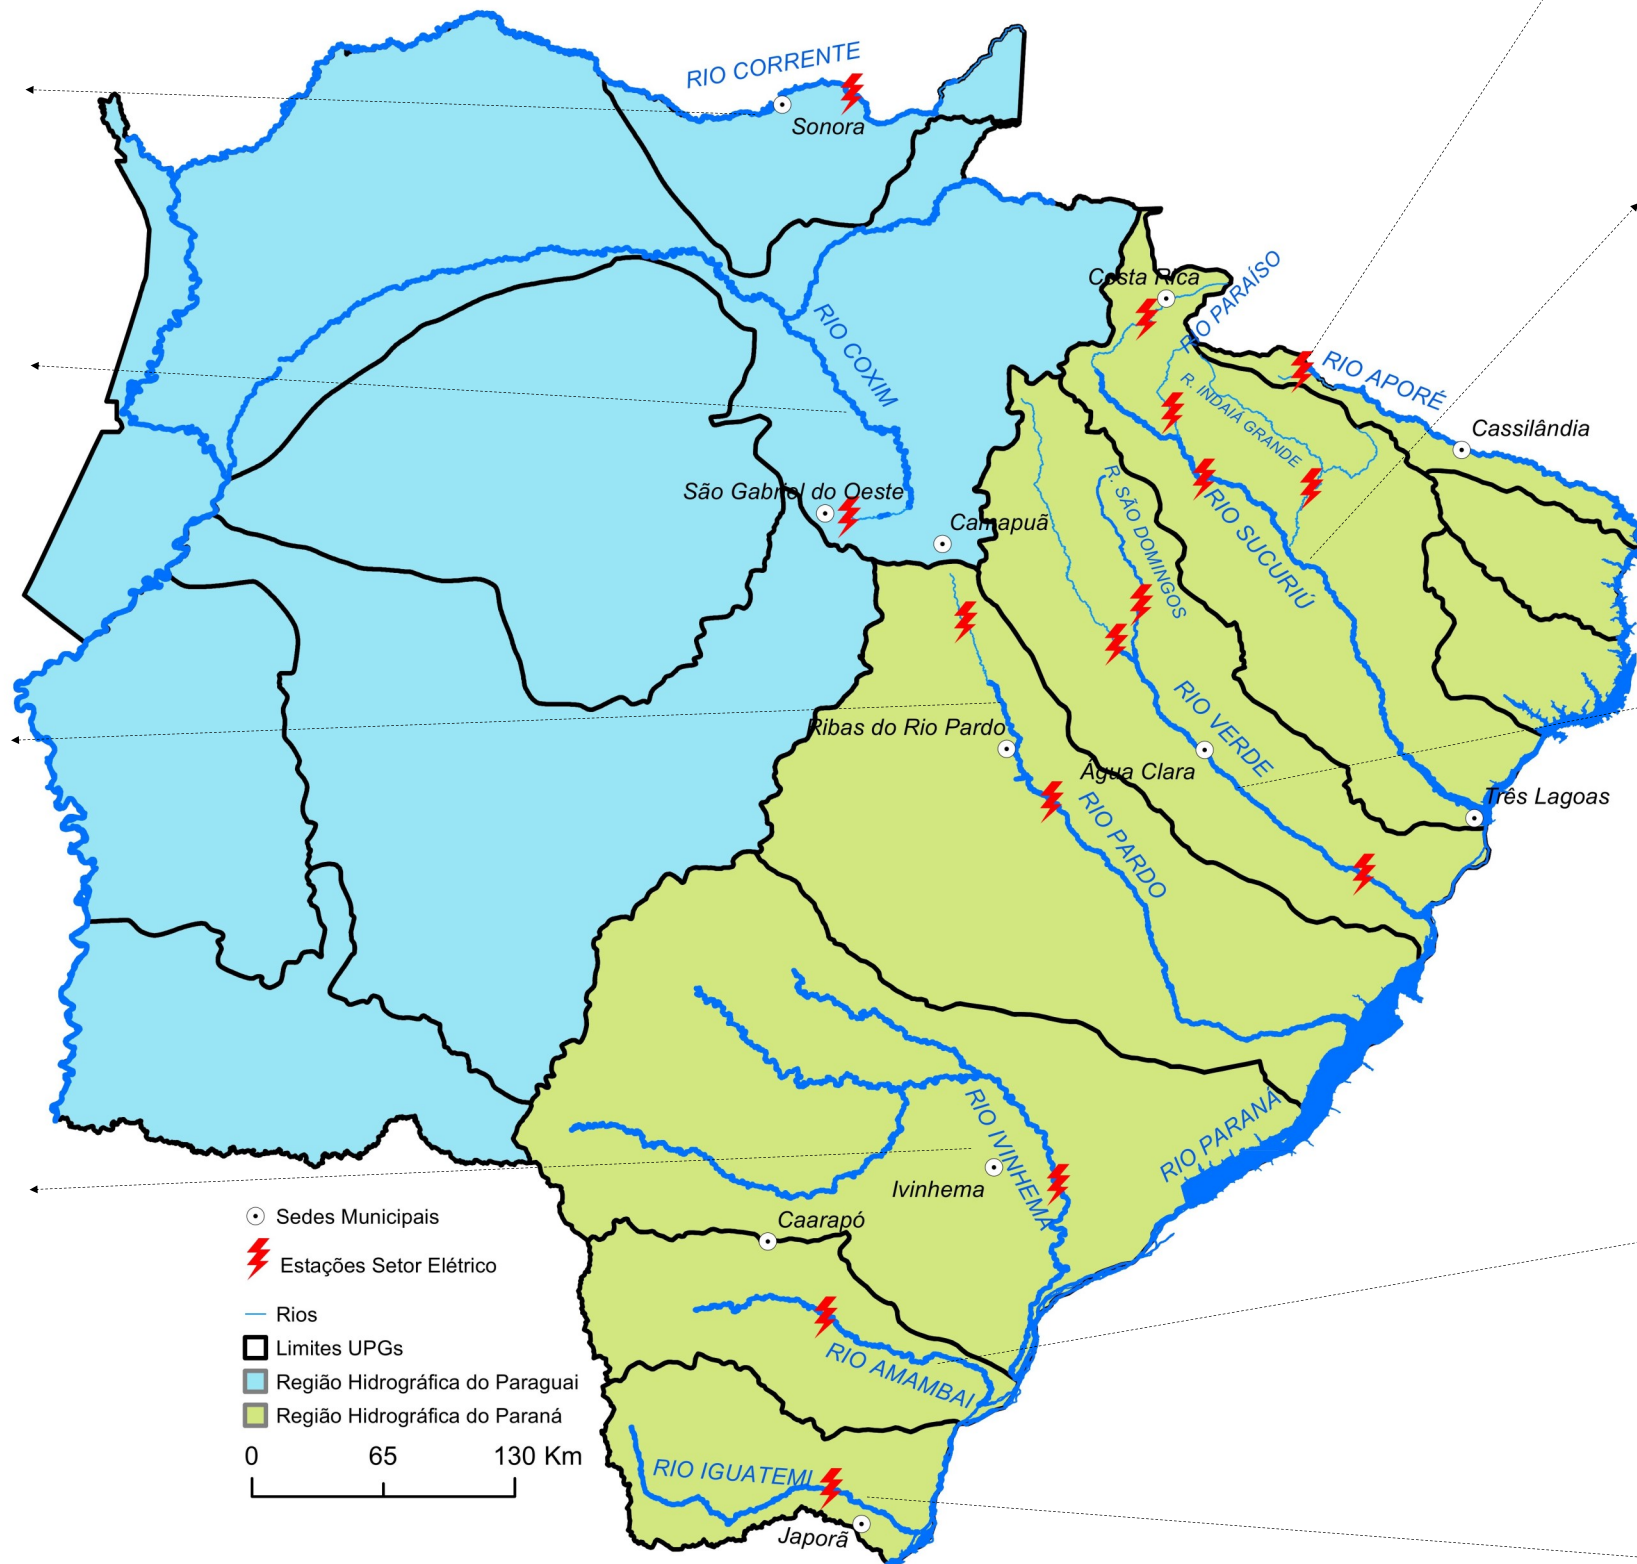 RIO CORRENTE
Sonora
Costa Rica
RIO PARAÍSO
RIO COXIM
RIO APORÉ
R. INDAIÁ GRANDE
Cassilândia
São Gabriel do Oeste
Camapuã
R. SÃO DOMINGOS
RIO SUCURIÚ
Ribas do Rio Pardo
RIO VERDE
Água Clara
Três Lagoas
RIO PARDO
RIO PARANÁ
RIO IVINHEMA
Ivinhema
Caarapó
RIO AMAMBAI
RIO IGUATEMI
Japorã
Sedes Municipais
Estações Setor Elétrico
Rios
Limites UPGs
Região Hidrográfica do Paraguai
Região Hidrográfica do Paraná
0 65 130 Km